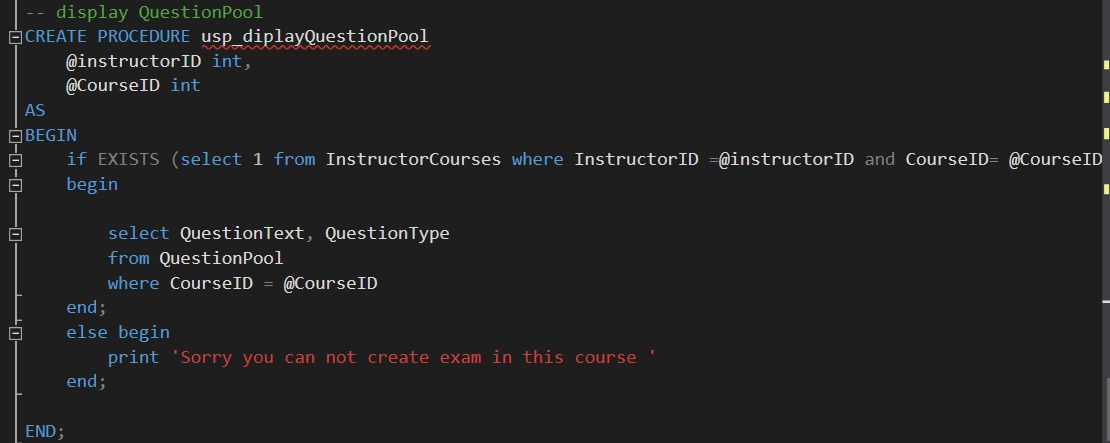 -- display QuestionPool
CREATE PROCEDURE usp_diplayQuestionPool
@instructorID int,
@CourseID int
AS
BEGIN
if EXISTS (select 1 from InstructorCourses where InstructorID =@instructorID and CourseID= @CourseID
begin
select QuestionText, QuestionType
from QuestionPool
where CourseID = @CourseID
end;
else begin
print 'Sorry you can not create exam in this course '
end;
END;